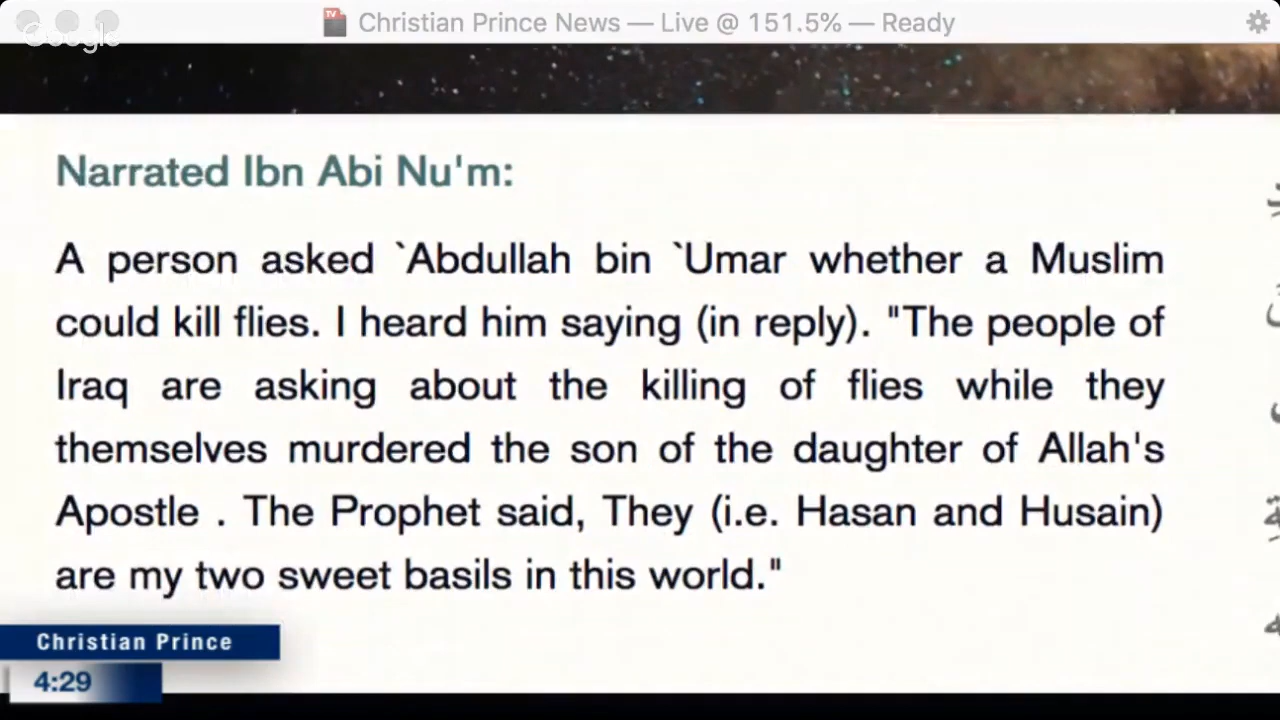 Christian Prince News — Live @ 151.5% — Ready
Google
Narrated Ibn Abi Nu'm:
A person asked `Abdullah bin `Umar whether a Muslim
could kill flies. I heard him saying (in reply). "The people of
Iraq are asking about the killing of flies while they
themselves murdered the son of the daughter of Allah's
Apostle . The Prophet said, They (i.e. Hasan and Husain)
are my two sweet basils in this world."
Christian Prince
4:29